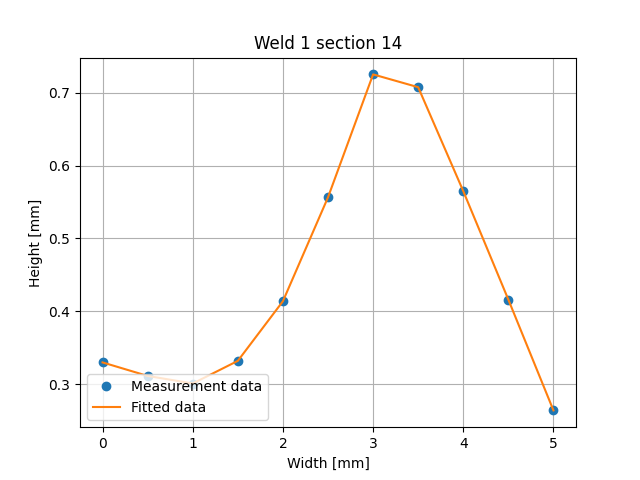 Weld 1 section 14
Height [mm]
0.7
0.6
0.5
0.4
0.3
Measurement data
Fitted data
0 1 2 3 4 5
Width [mm]